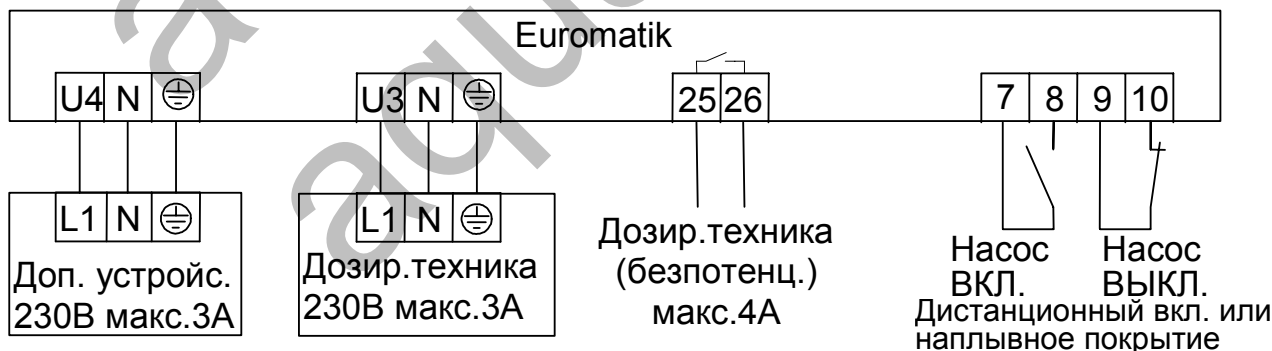 Euromatik
U4 N
U3 N
25 26
7 8 9 10
L1 N
L1 N
Доп. устройс.
230В макс.3А
Дозир.техника
230В макс.3А
Дозир.техника
(безпотенц.)
макс.4А
Насос
ВКЛ.
Насос
ВЫКЛ.
Дистанционный вкл. или
наплывное покрытие